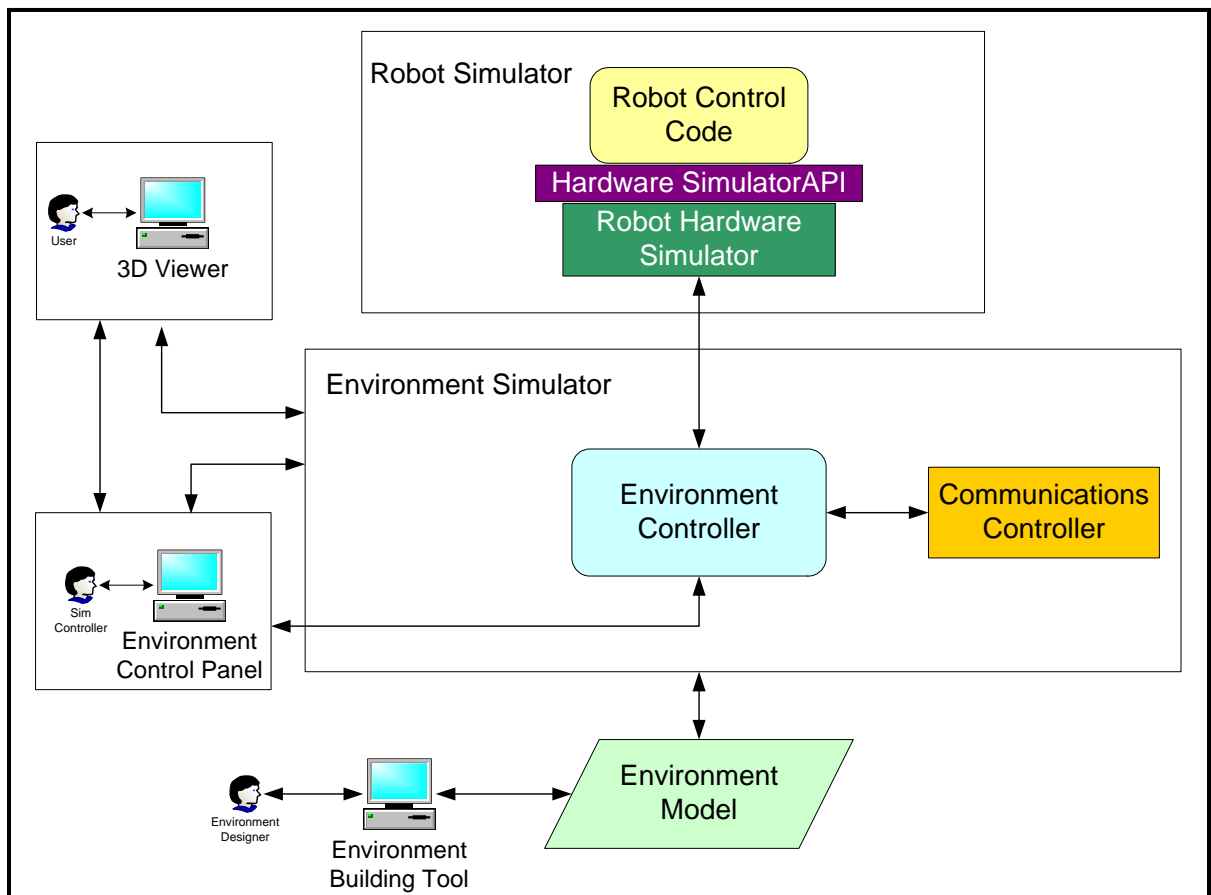 Robot Simulator
Robot Control
Code
Hardware SimulatorAPI
Robot Hardware
Simulator
User
3D Viewer
Environment Simulator
Environment
Controller
Communications
Controller
Sim
Controller
Environment
Control Panel
Environment
Model
Environment
Designer
Environment
Building Tool